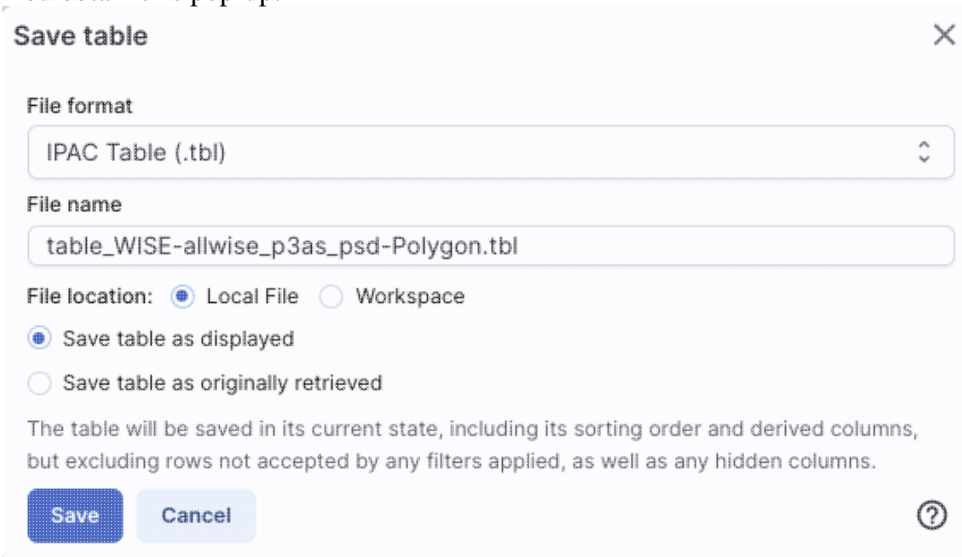 Save table
File format
IPAC Table (.tbl)
File name
table_WISE-allwise_p3as_psd-Polygon.tbl
File location: Local File Workspace
Save table as displayed
Save table as originally retrieved
The table will be saved in its current state, including its sorting order and derived columns,
but excluding rows not accepted by any filters applied, as well as any hidden columns.
Save Cancel